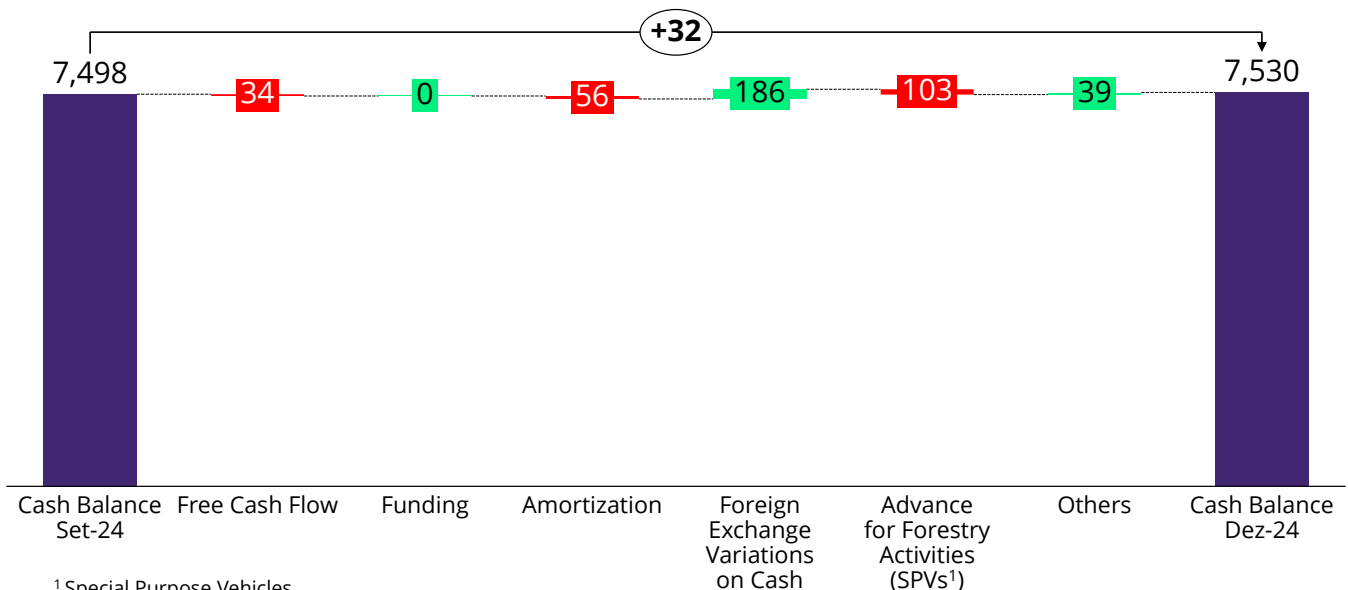 +32
7,498
34
0
56
186
103
39
7,530
Cash Balance
Set-24
Free Cash Flow
Funding
Amortization
Foreign
Exchange
Variations
on Cash
Advance
for Forestry
Activities
(SPVs¹)
Others
Cash Balance
Dez-24
¹ Special Purpose Vehicles